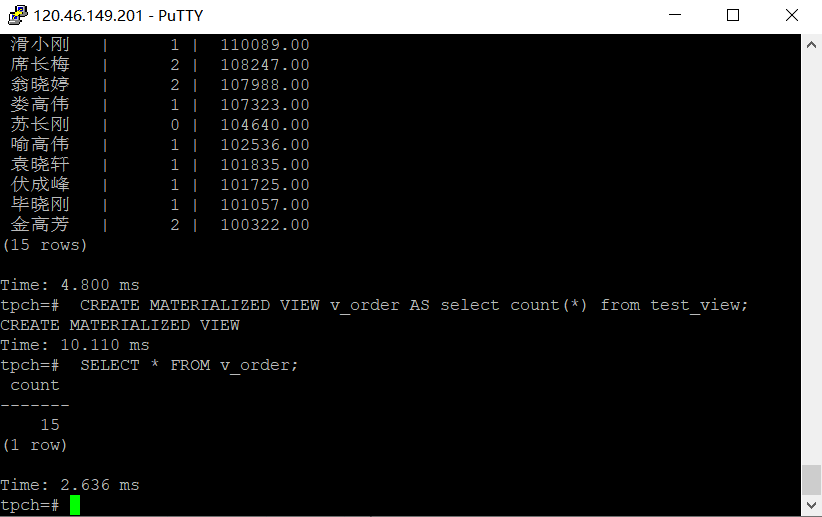 120.46.149.201 - PuTTY
滑小刚 | 1 | 110089.00
席长梅 | 2 | 108247.00
翁晓婷 | 2 | 107988.00
娄高伟 | 1 | 107323.00
苏长刚 | 0 | 104640.00
喻高伟 | 1 | 102536.00
袁晓轩 | 1 | 101835.00
伏成峰 | 1 | 101725.00
毕晓刚 | 1 | 101057.00
金高芳 | 2 | 100322.00
(15 rows)
Time: 4.800 ms
tpch=#  CREATE MATERIALIZED VIEW v_order AS select count(*) from test_view;
CREATE MATERIALIZED VIEW
Time: 10.110 ms
tpch=#  SELECT * FROM v_order;
count
-------
15
(1 row)
Time: 2.636 ms
tpch=#